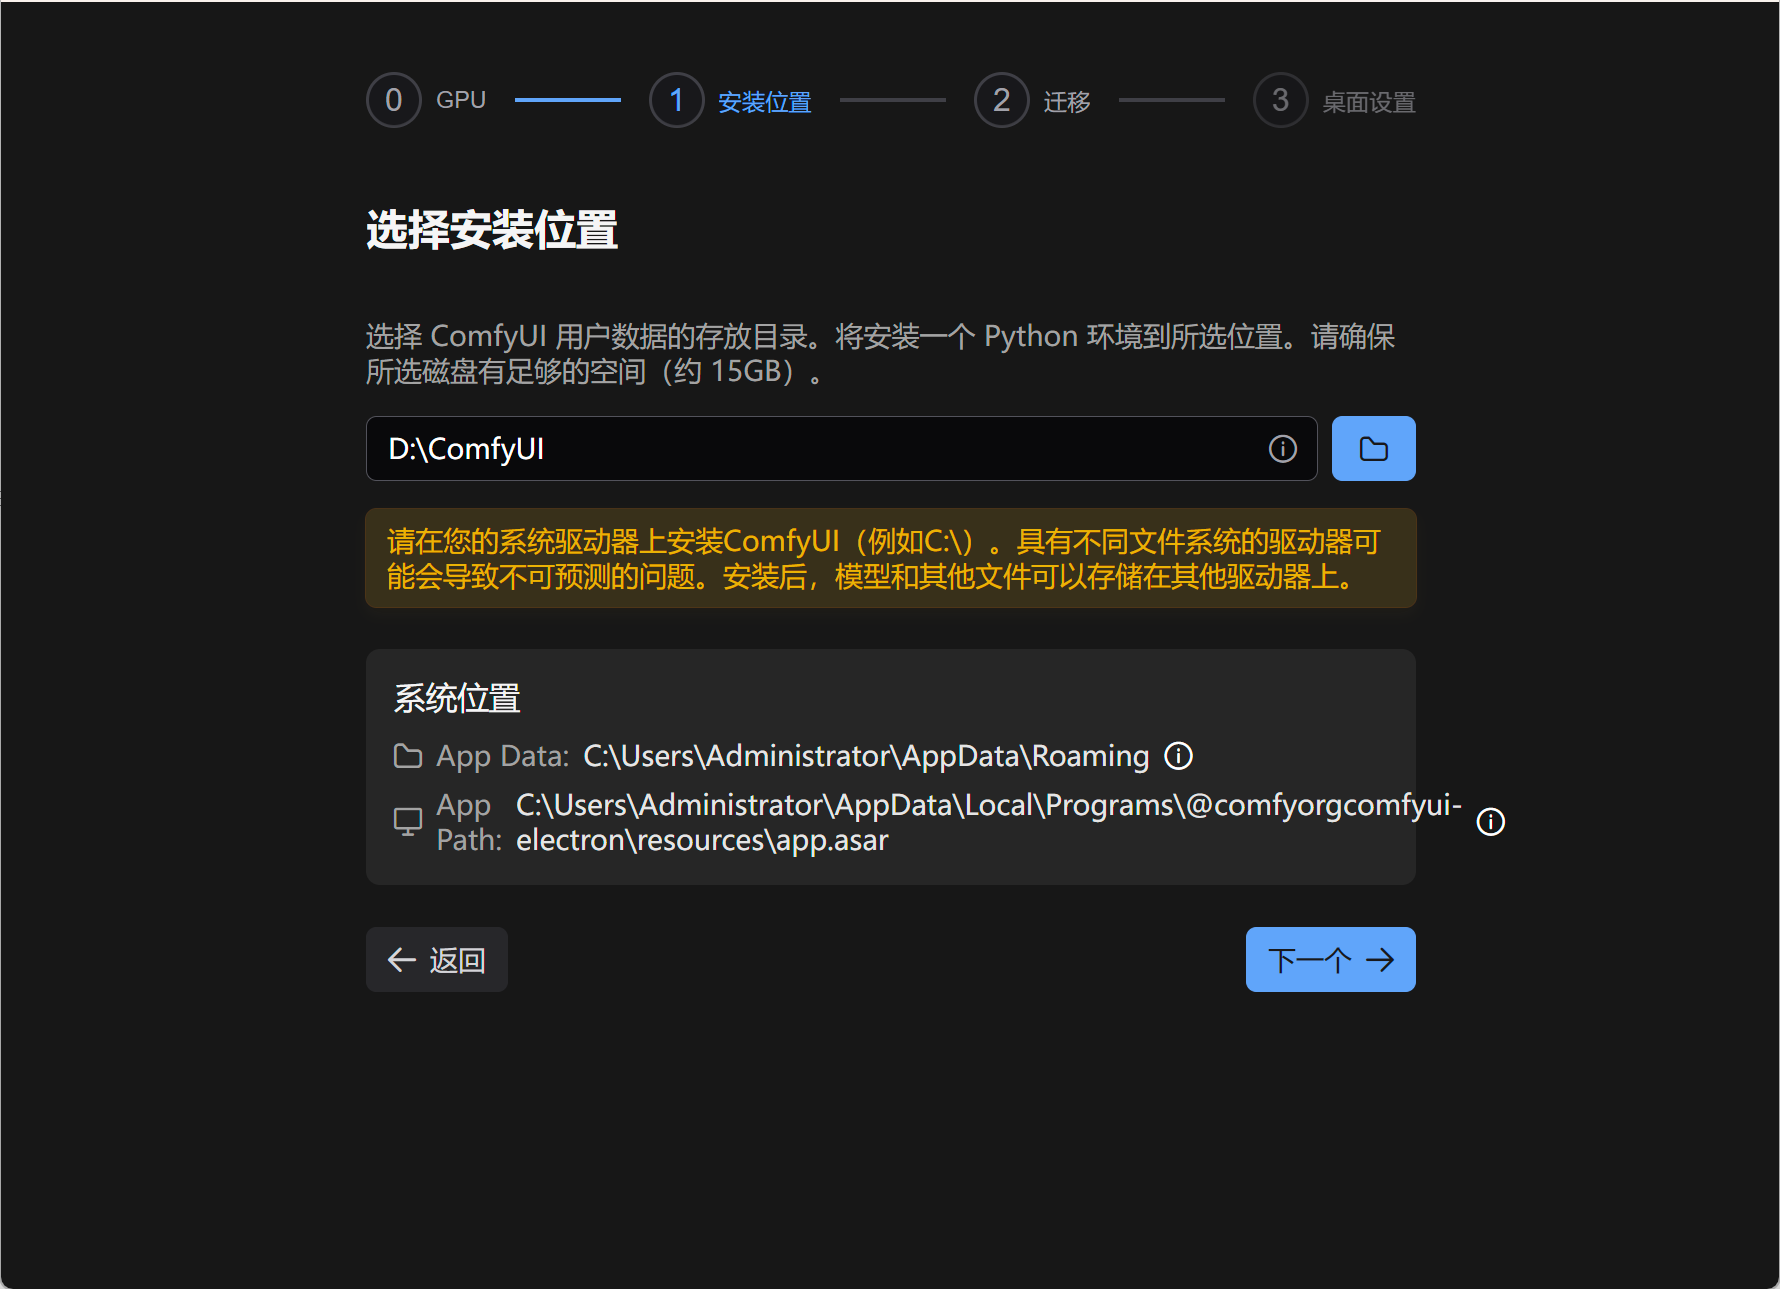 0 GPU 1 安装位置 2 迁移 3 桌面设置
选择安装位置
选择 ComfyUI 用户数据的存放目录。将安装一个 Python 环境到所选位置。请确保
所选磁盘有足够的空间（约 15GB）。
D:\ComfyUI
请在您的系统驱动器上安装ComfyUI（例如C:\）。具有不同文件系统的驱动器可
能会导致不可预测的问题。安装后，模型和其他文件可以存储在其他驱动器上。
系统位置
App Data: C:\Users\Administrator\AppData\Roaming
App Path: C:\Users\Administrator\AppData\Local\Programs\@comfyorgcomfyui-
electron\resources\app.asar
返回
下一个